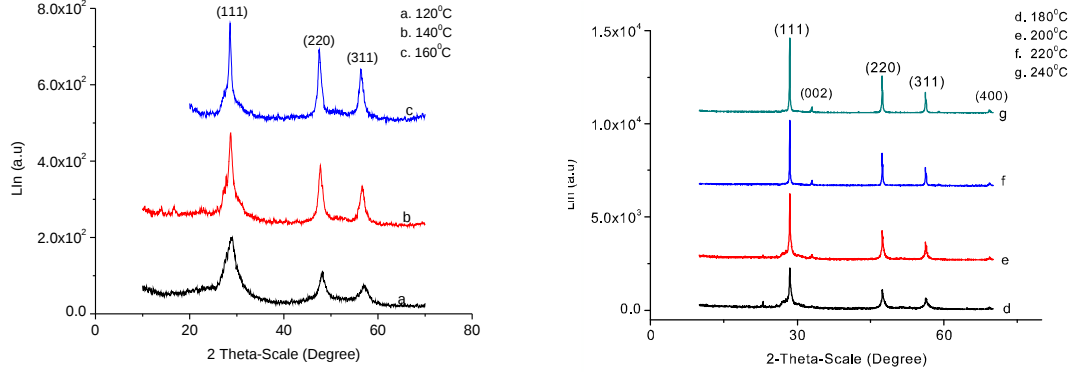 8.0x10²
6.0x10²
4.0x10²
2.0x10²
0.0
LIn (a.u)
(111)
(220)
(311)
a. 120⁰C
b. 140⁰C
c. 160⁰C
c
b
a
0 20 40 60 80
2 Theta-Scale (Degree)
1.5x10⁴
1.0x10⁴
5.0x10³
0.0
LIn (a.u)
d. 180⁰C
e. 200⁰C
f. 220⁰C
g. 240⁰C
(111)
(002)
(220)
(311)
(400)
g
f
e
d
0 30 60
2-Theta-Scale (Degree)